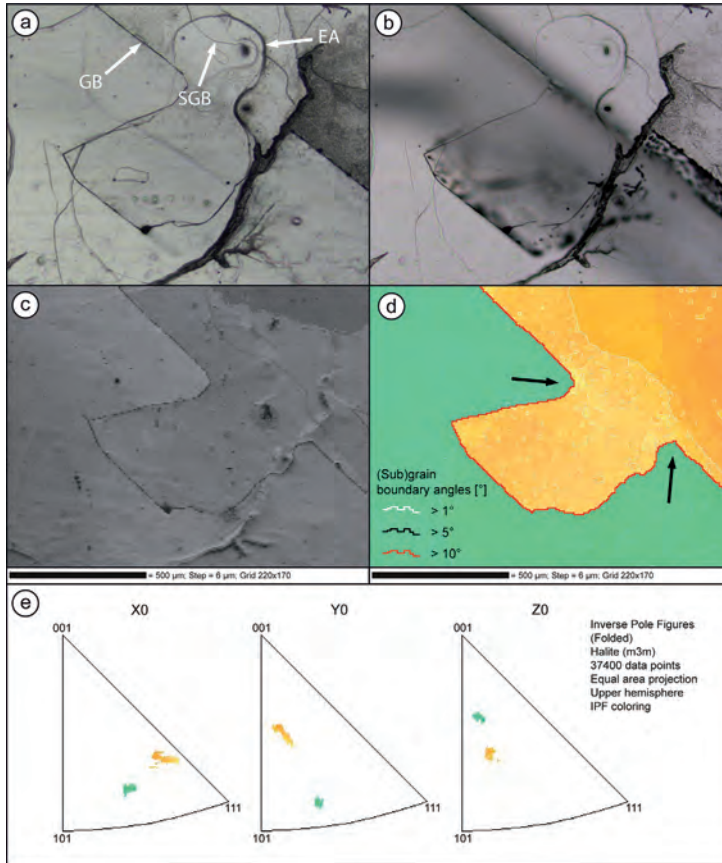 a
GB
SGB
EA
b
c
d
(Sub)grain
boundary angles [°]
> 1°
> 5°
> 10°
= 500 µm; Step = 6 µm; Grid 220x170
= 500 µm; Step = 6 µm; Grid 220x170
e
X0
Y0
Z0
001
001
001
111
111
111
101
101
101
Inverse Pole Figures
(Folded)
Halite (m3m)
37400 data points
Equal area projection
Upper hemisphere
IPF coloring